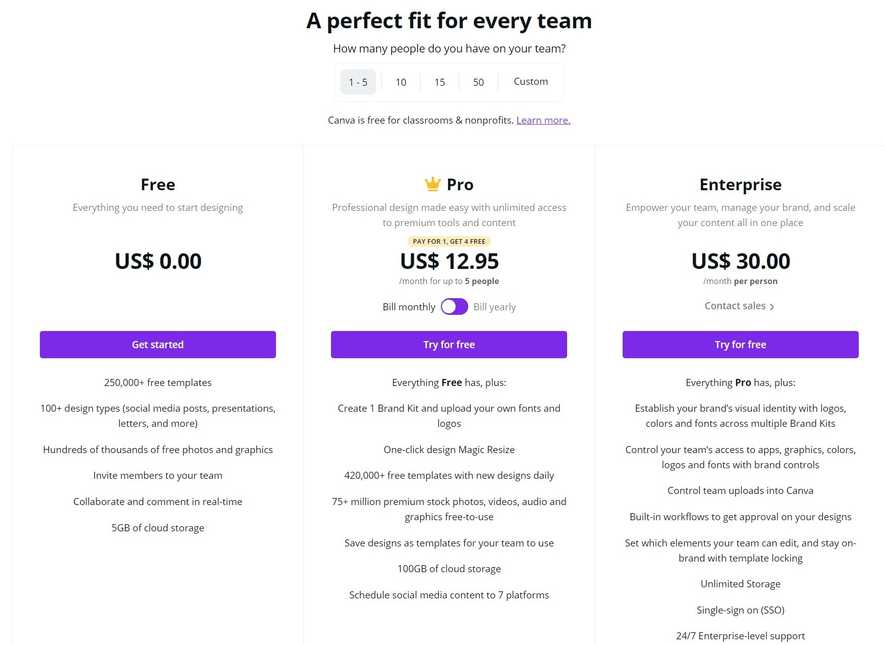 A perfect fit for every team
How many people do you have on your team?
1 - 5 10 15 50 Custom
Canva is free for classrooms & nonprofits. Learn more.
Free
Everything you need to start designing
US$ 0.00
Get started
250,000+ free templates
100+ design types (social media posts, presentations,
letters, and more)
Hundreds of thousands of free photos and graphics
Invite members to your team
Collaborate and comment in real-time
5GB of cloud storage
Pro
Professional design made easy with unlimited access
to premium tools and content
PAY FOR 1, GET 4 FREE
US$ 12.95
/month for up to 5 people
Bill monthly Bill yearly
Try for free
Everything Free has, plus:
Create 1 Brand Kit and upload your own fonts and
logos
One-click design Magic Resize
420,000+ free templates with new designs daily
75+ million premium stock photos, videos, audio and
graphics free-to-use
Save designs as templates for your team to use
100GB of cloud storage
Schedule social media content to 7 platforms
Enterprise
Empower your team, manage your brand, and scale
your content all in one place
US$ 30.00
/month per person
Contact sales >
Try for free
Everything Pro has, plus:
Establish your brand's visual identity with logos,
colors and fonts across multiple Brand Kits
Control your team's access to apps, graphics, colors,
logos and fonts with brand controls
Control team uploads into Canva
Built-in workflows to get approval on your designs
Set which elements your team can edit, and stay on-
brand with template locking
Unlimited Storage
Single-sign on (SSO)
24/7 Enterprise-level support